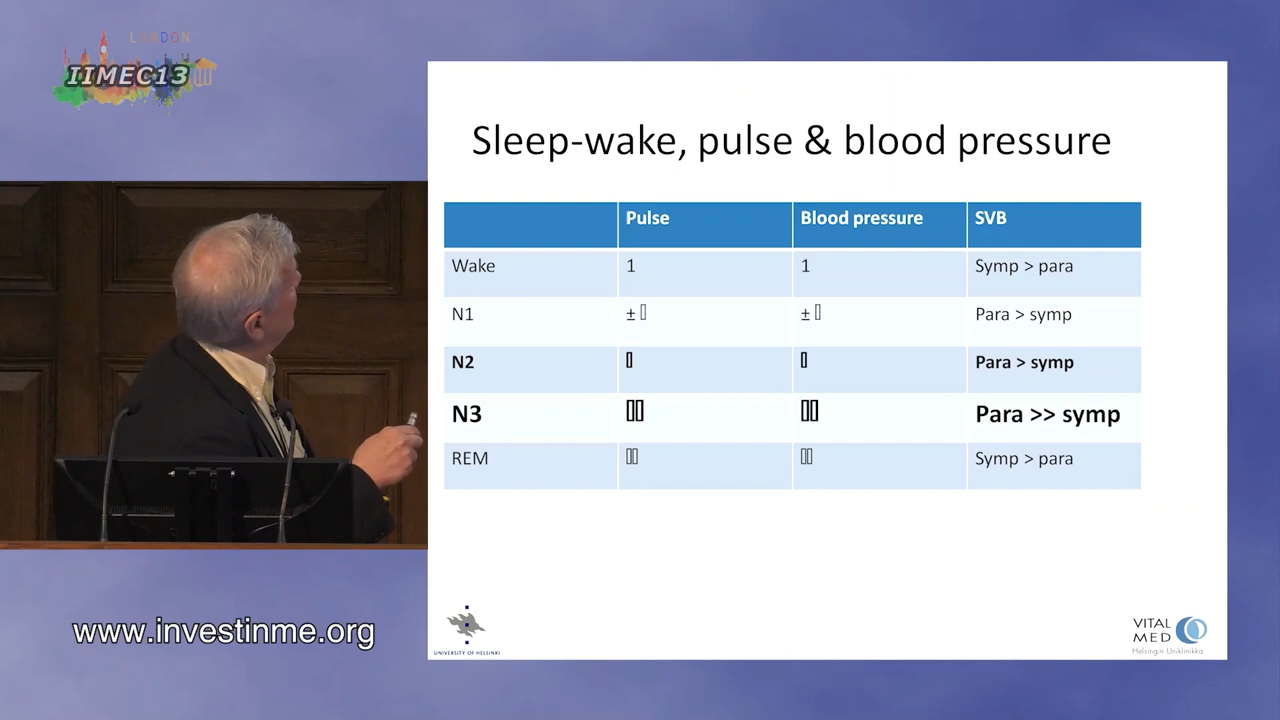 LONDON
IIMEC13
Sleep-wake, pulse & blood pressure
Pulse Blood pressure SVB
Wake 1 1 Symp > para
N1 ± ▯ ± ▯ Para > symp
N2 ▯ ▯ Para > symp
N3 ▯▯ ▯▯ Para >> symp
REM ▯▯ ▯▯ Symp > para
www.investinme.org
UNIVERSITY OF HELSINKI
VITAL
MED
Helsingin Uniklinikka